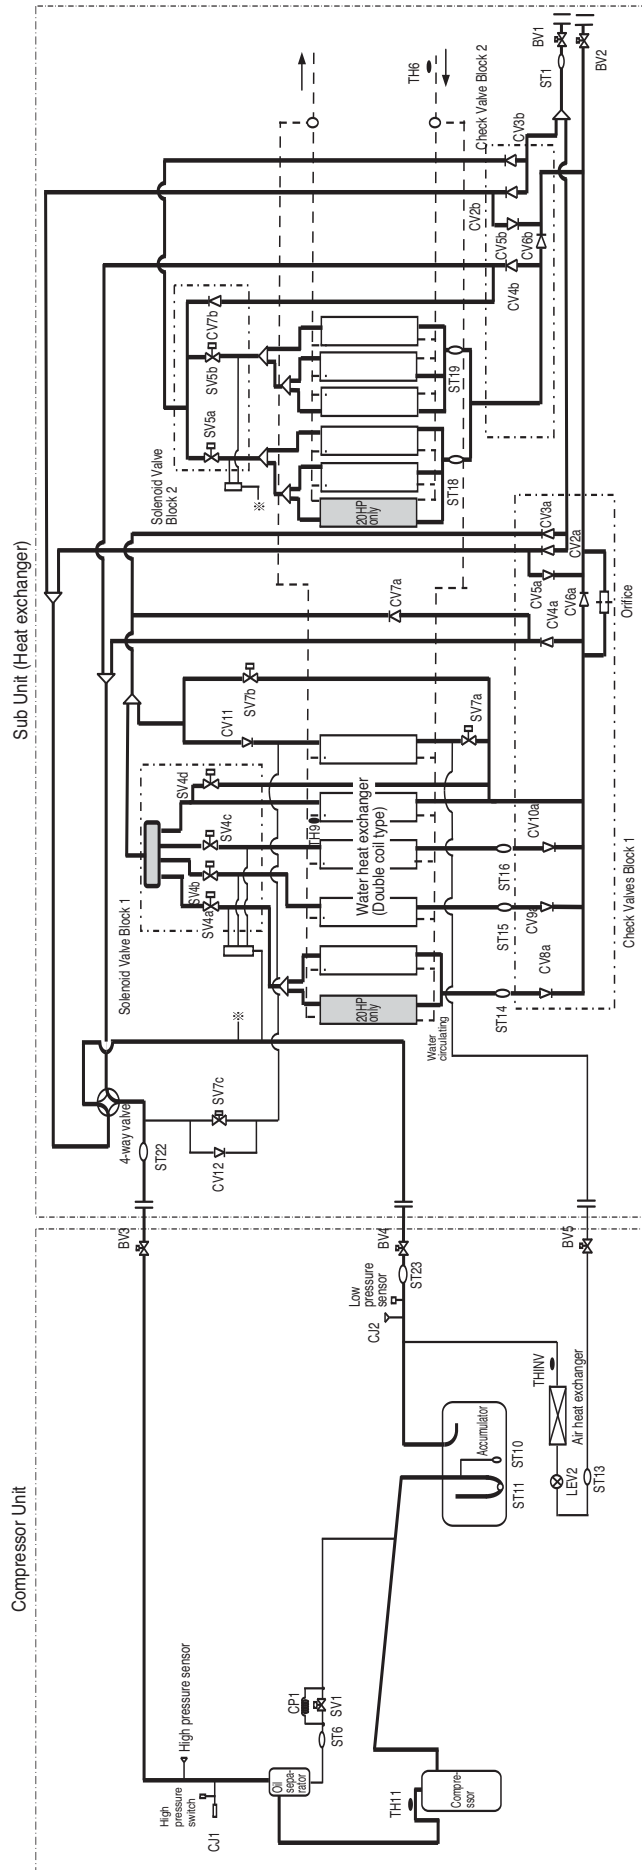 Compressor Unit
Sub Unit (Heat exchanger)
High
pressure
switch
CJ1
High pressure sensor
Oil
sepa-
rator
CP1
SV1
ST6
TH11
Compre-
ssor
BV3
Low
pressure
sensor
CJ2
BV4
ST23
Accumulator
ST10
ST11
THINV
LEV2
Air heat exchanger
ST13
BV5
4-way valve
ST22
SV7c
CV12
※
Water
circulating
Solenoid Valve Block 1
SV4a
SV4b
SV4c
SV4d
CV11
SV7b
SV7a
TH9
Water heat exchanger
(Double coil type)
20HP
only
ST14
ST15
ST16
CV8a
CV9a
CV10a
Check Valves Block 1
CV7a
CV4a
CV5a
CV6a
CV2a
CV3a
Orifice
Solenoid Valve
Block 2
SV5a
SV5b
CV7b
※
20HP
only
ST18
ST19
TH6
Check Valve Block 2
CV4b
CV5b
CV6b
CV2b
CV3b
ST1
BV1
BV2